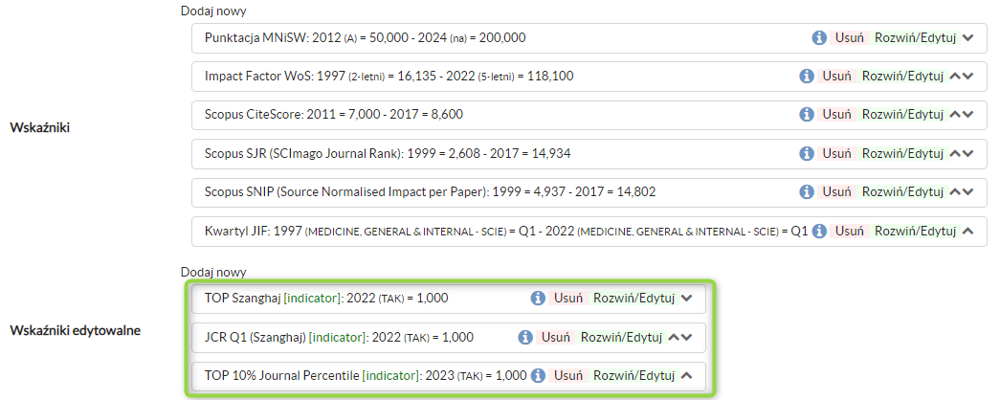 Dodaj nowy
Punktacja MNiSW: 2012 (A) = 50,000 - 2024 (na) = 200,000 Usuń Rozwiń/Edytuj
Impact Factor WoS: 1997 (2-letni) = 16,135 - 2022 (5-letni) = 118,100 Usuń Rozwiń/Edytuj
Wskaźniki
Scopus CiteScore: 2011 = 7,000 - 2017 = 8,600 Usuń Rozwiń/Edytuj
Scopus SJR (SCImago Journal Rank): 1999 = 2,608 - 2017 = 14,934 Usuń Rozwiń/Edytuj
Scopus SNIP (Source Normalised Impact per Paper): 1999 = 4,937 - 2017 = 14,802 Usuń Rozwiń/Edytuj
Kwartyl JIF: 1997 (MEDICINE, GENERAL & INTERNAL - SCIE) = Q1 - 2022 (MEDICINE, GENERAL & INTERNAL - SCIE) = Q1 Usuń Rozwiń/Edytuj
Dodaj nowy
TOP Szanghaj [indicator]: 2022 (TAK) = 1,000 Usuń Rozwiń/Edytuj
Wskaźniki edytowalne
JCR Q1 (Szanghaj) [indicator]: 2022 (TAK) = 1,000 Usuń Rozwiń/Edytuj
TOP 10% Journal Percentile [indicator]: 2023 (TAK) = 1,000 Usuń Rozwiń/Edytuj